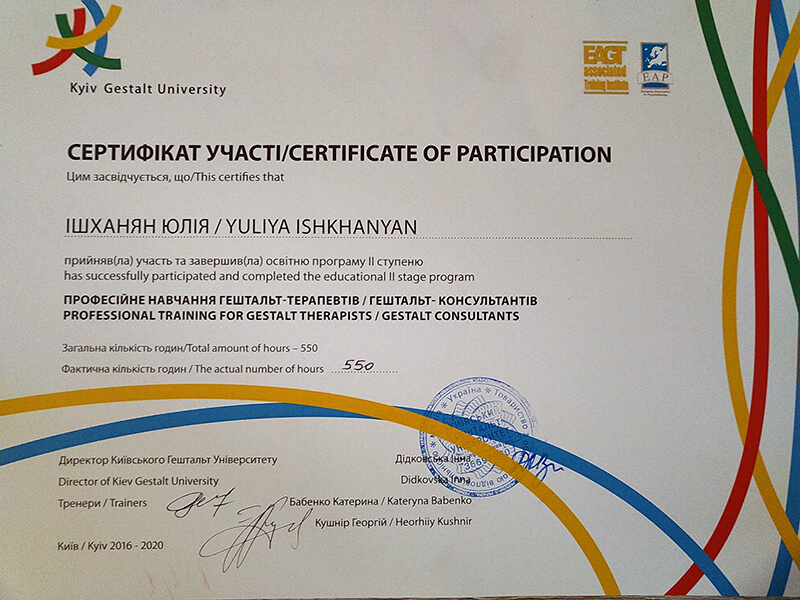 Kyiv Gestalt University
EAGT
associated
Training Institute
EAP
СЕРТИФІКАТ УЧАСТІ/CERTIFICATE OF PARTICIPATION
Цим засвідчується, що/This certifies that
ІШХАНЯН ЮЛІЯ / YULIYA ISHKHANYAN
прийняв(ла) участь та завершив(ла) освітню програму ІІ ступеню
has successfully participated and completed the educational II stage program
ПРОФЕСІЙНЕ НАВЧАННЯ ГЕШТАЛЬТ-ТЕРАПЕВТІВ / ГЕШТАЛЬТ- КОНСУЛЬТАНТІВ
PROFESSIONAL TRAINING FOR GESTALT THERAPISTS / GESTALT CONSULTANTS
Загальна кількість годин/Total amount of hours – 550
Фактична кількість годин / The actual number of hours 550
Україна * Товариство
Директор Київського Гештальт Університету Дідковська Інна
Director of Kiev Gestalt University Didkovska Inna
Тренери / Trainers Бабенко Катерина / Kateryna Babenko
Кушнір Георгій / Heorhiiy Kushnir
Київ / Kyiv 2016 - 2020